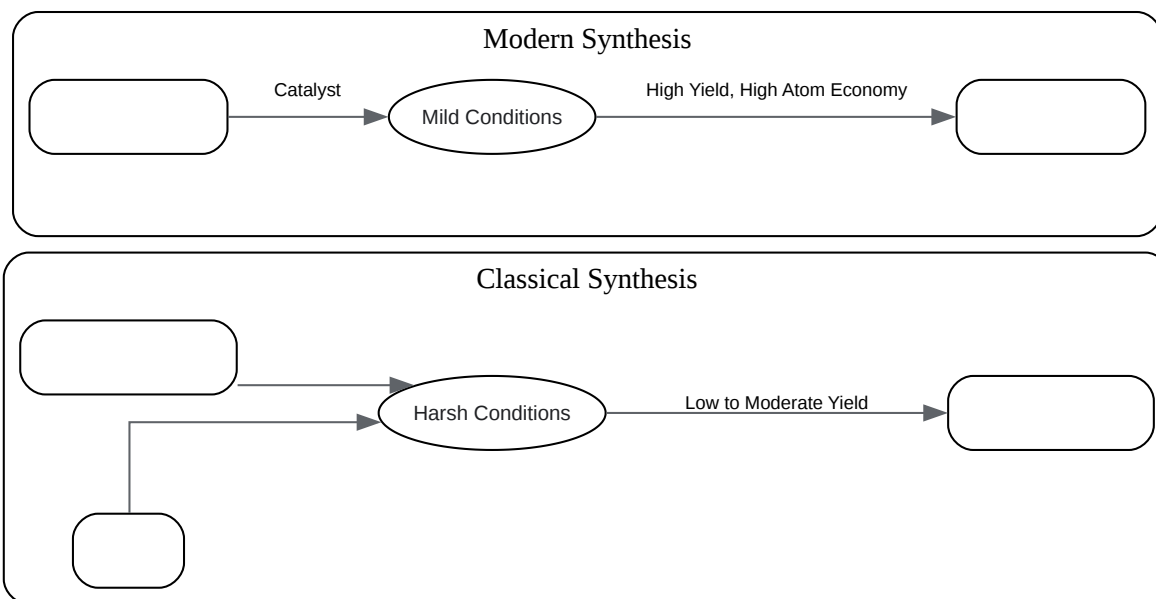 Modern Synthesis
Catalyst
Mild Conditions
High Yield, High Atom Economy
Classical Synthesis
Harsh Conditions
Low to Moderate Yield